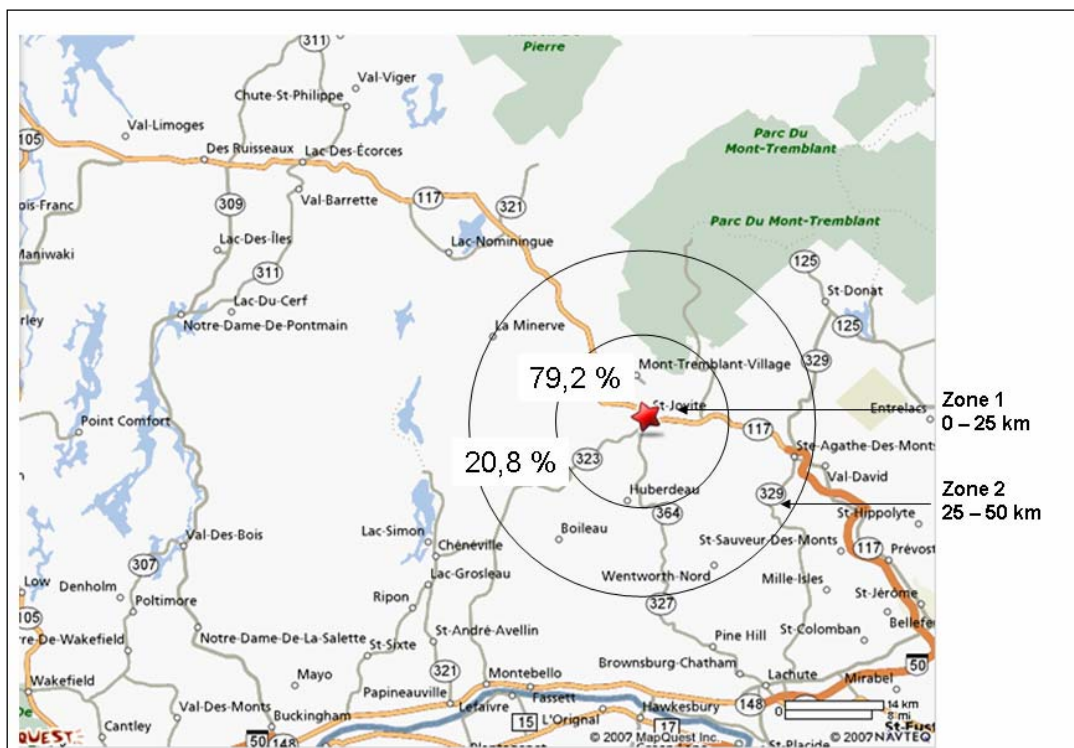 311
Pierre
Val-Viger
Chute-St-Philippe
Val-Limoges
105
Des Ruisseaux
Lac-Des-Écorces
Parc Du
Mont-Tremblant
309
Val-Barrette
117
321
Maniwaki
Lac-Des-Îles
Lac-Nominingue
Parc Du Mont-Tremblant
311
125
St-Donat
Lac-Du-Cerf
Notre-Dame-De-Pontmain
La Minerve
125
329
79,2 %
Mont-Tremblant-Village
St-Jovite
Zone 1
0 – 25 km
Entrelacs
Point Comfort
117
20,8 %
323
Ste-Agathe-Des-Monts
Val-David
Huberdeau
329
Zone 2
25 – 50 km
364
St-Hippolyte
Lac-Simon
Boileau
Val-Des-Bois
Chénéville
St-Sauveur-Des-Monts
117
Prévost
307
Low
Denholm
Lac-Grosleau
Wentworth-Nord
Mille-Isles
Poltimore
Ripon
327
St-Jérôme
105
Notre-Dame-De-La-Salette
St-André-Avellin
Pine Hill
St-Colomban
St-Sixte
50
Wakefield
Mayo
321
Montebello
Brownsburg-Chatham
Lachute
Mirabel
Papineauville
Val-Des-Monts
Lefaivre
Fassett
148
0
14 km
8 mi
Cantley
Buckingham
15
L'Orignal
Hawkesbury
50
148
17
© 2007 MapQuest Inc.
St-Placide
© 2007 NAVTEQ